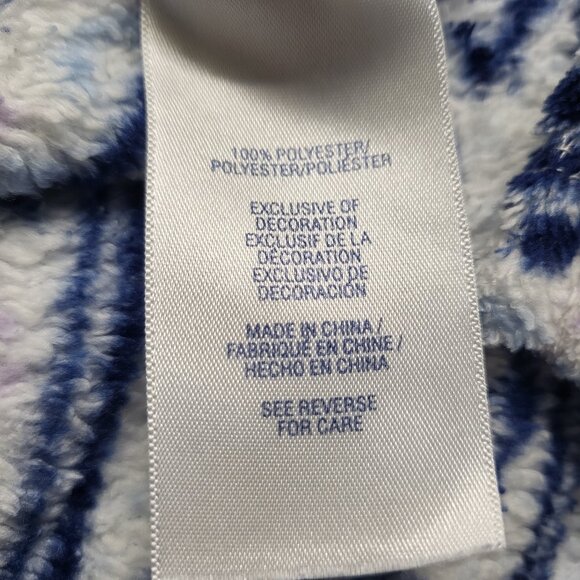 100% POLYESTER/
POLYESTER/POLIÉSTER
EXCLUSIVE OF
DECORATION
EXCLUSIF DE LA
DÉCORATION
EXCLUSIVO DE
DECORACIÓN
MADE IN CHINA /
FABRIQUÉ EN CHINE /
HECHO EN CHINA
SEE REVERSE
FOR CARE